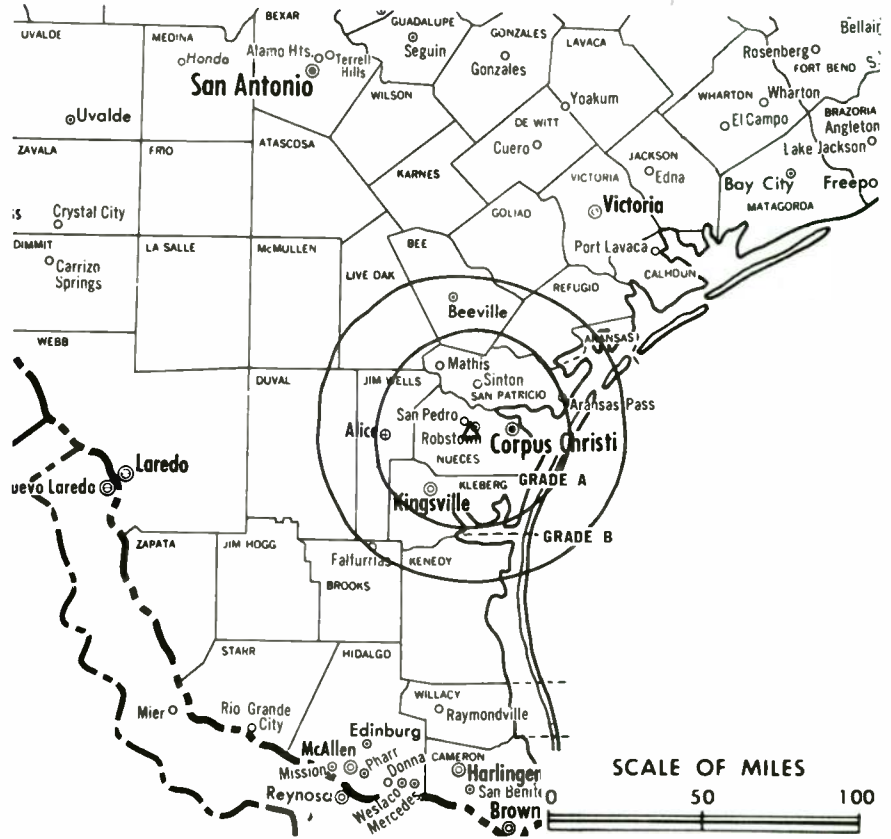 BEXAR
GUADALUPE
GONZALES
Bellair
UVALDE
MEDINA
Honda
Alamo Hts.
Terrell
Hills
Seguin
Gonzales
LAVACA
Rosenberg
FORT BEND
San Antonio
WILSON
Yoakum
WHARTON
Wharton
BRAZORIA
Uvalde
DE WITT
El Campo
Angleton
ZAVALA
FRIO
ATASCOSA
Cuero
JACKSON
Lake Jackson
KARNES
VICTORIA
Edna
Bay City
Freepo
Crystal City
GOLIAD
Victoria
MATAGORDA
DIMMIT
LA SALLE
McMULLEN
BEE
Port Lavaca
Carrizo
Springs
LIVE OAK
CALHOUN
REFUGIO
Beeville
WEBB
ARANSAS
Mathis
DUVAL
JIM WELLS
Sinton
SAN PATRICIO
Aransas Pass
San Pedro
Alice
Robstown
Corpus Christi
NUECES
Laredo
uevo Laredo
Kingsville
KLEBERG
GRADE A
GRADE B
ZAPATA
JIM HOGG
Falfurrias
KENEDY
BROOKS
STARR
HIDALGO
WILLACY
Mier
Rio Grande
City
Raymondville
Edinburg
McAllen
Mission
Pharr
Donna
CAMERON
Harlingen
Reynosa
Weslaco
Mercedes
San Benito
Brown
SCALE OF MILES
0 50 100